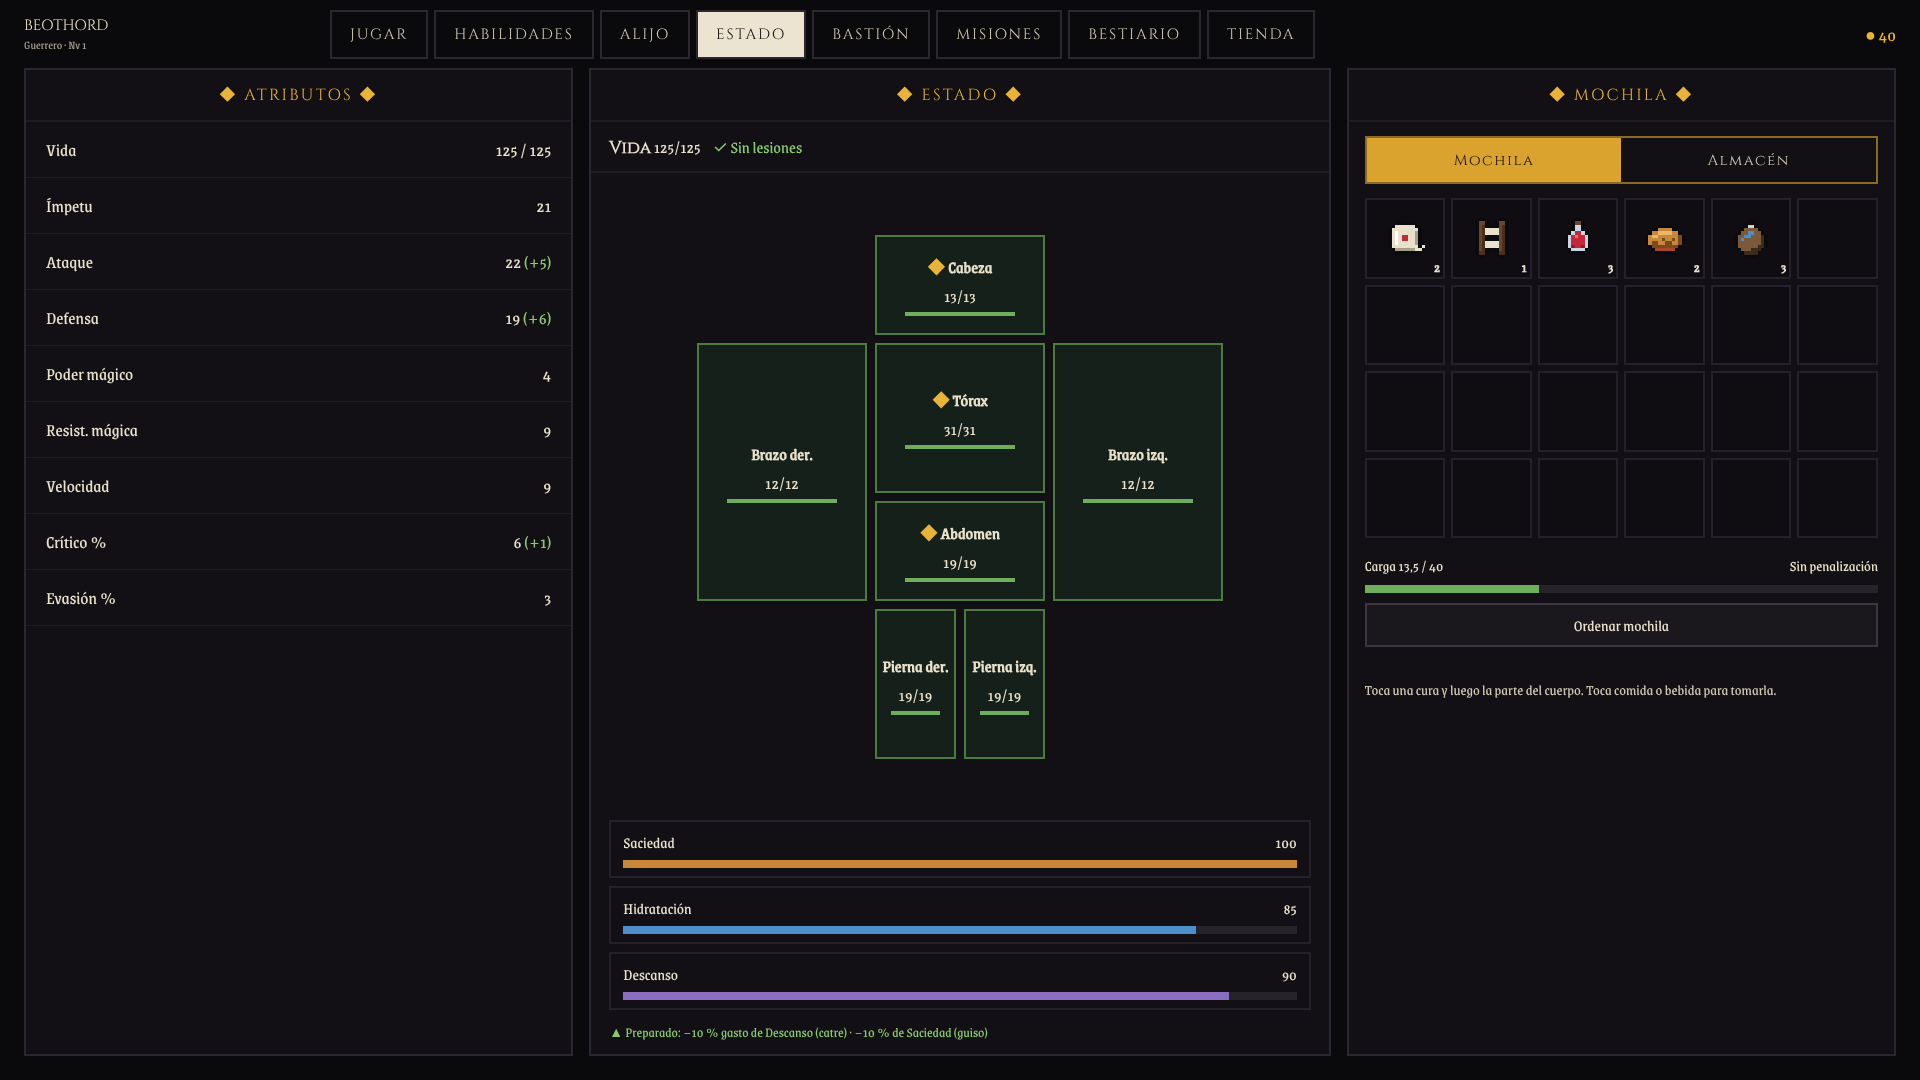 BEOTHORD
Guerrero · Nv 1
JUGAR
HABILIDADES
ALIJO
ESTADO
BASTIÓN
MISIONES
BESTIARIO
TIENDA
40
ATRIBUTOS
Vida 125 / 125
Ímpetu 21
Ataque 22 (+5)
Defensa 19 (+6)
Poder mágico 4
Resist. mágica 9
Velocidad 9
Crítico % 6 (+1)
Evasión % 3
ESTADO
VIDA 125/125 ✓ Sin lesiones
Cabeza
13/13
Tórax
31/31
Brazo der.
12/12
Brazo izq.
12/12
Abdomen
19/19
Pierna der.
19/19
Pierna izq.
19/19
Saciedad 100
Hidratación 85
Descanso 90
▲ Preparado: −10 % gasto de Descanso (catre) · −10 % de Saciedad (guiso)
MOCHILA
Mochila
Almacén
2 1 3 2 3
Carga 13,5 / 40 Sin penalización
Ordenar mochila
Toca una cura y luego la parte del cuerpo. Toca comida o bebida para tomarla.